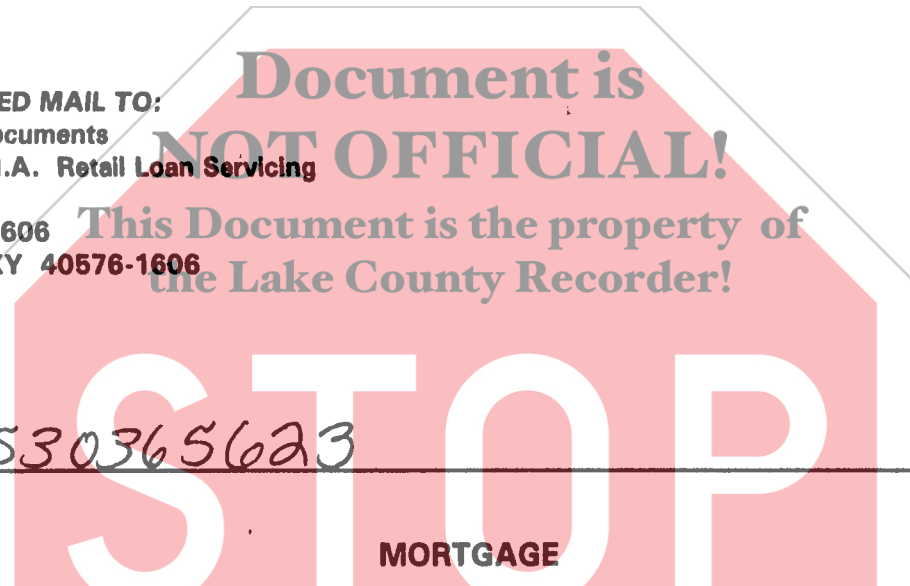 Document is
ED MAIL TO:
ocuments
NOT OFFICIAL!
I.A. Retail Loan Servicing
This Document is the property of
606
KY 40576-1606
the Lake County Recorder!
530365623
STOP
MORTGAGE